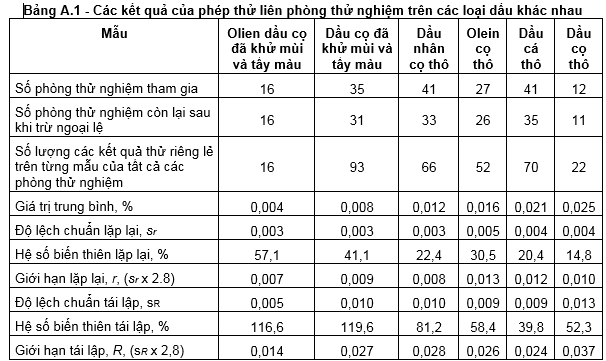 Bảng A.1 - Các kết quả của phép thử liên phòng thử nghiệm trên các loại dầu khác nhau
Mẫu | Olien dầu cọ đã khử mùi và tẩy màu | Dầu cọ đã khử mùi và tẩy màu | Dầu nhân cọ thô | Olein cọ thô | Dầu cá thô | Dầu cọ thô
Số phòng thử nghiệm tham gia | 16 | 35 | 41 | 27 | 41 | 12
Số phòng thử nghiệm còn lại sau khi trừ ngoại lệ | 16 | 31 | 33 | 26 | 35 | 11
Số lượng các kết quả thử riêng lẻ trên từng mẫu của tất cả các phòng thử nghiệm | 16 | 93 | 66 | 52 | 70 | 22
Giá trị trung bình, % | 0,004 | 0,008 | 0,012 | 0,016 | 0,021 | 0,025
Độ lệch chuẩn lặp lại, sr | 0,003 | 0,003 | 0,003 | 0,005 | 0,004 | 0,004
Hệ số biến thiên lặp lại, % | 57,1 | 41,1 | 22,4 | 30,5 | 20,4 | 14,8
Giới hạn lặp lại, r, (sr x 2.8) | 0,007 | 0,009 | 0,008 | 0,013 | 0,012 | 0,010
Độ lệch chuẩn tái lập, sR | 0,005 | 0,010 | 0,010 | 0,009 | 0,009 | 0,013
Hệ số biến thiên tái lập, % | 116,6 | 119,6 | 81,2 | 58,4 | 39,8 | 52,3
Giới hạn tái lập, R, (sR x 2,8) | 0,014 | 0,027 | 0,028 | 0,026 | 0,024 | 0,037